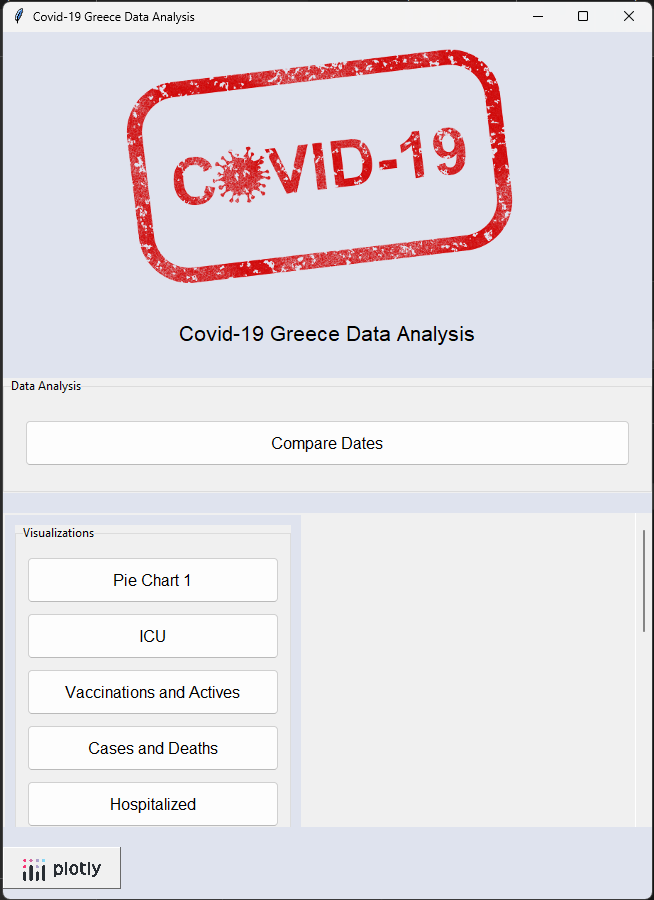 Covid-19 Greece Data Analysis
COVID-19
Covid-19 Greece Data Analysis
Data Analysis
Compare Dates
Visualizations
Pie Chart 1
ICU
Vaccinations and Actives
Cases and Deaths
Hospitalized
plotly